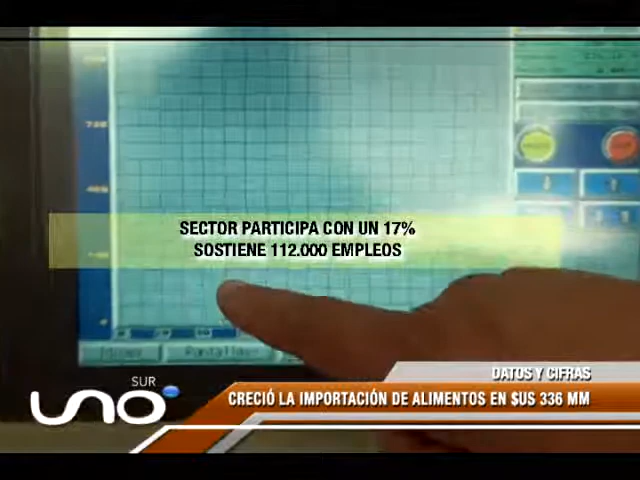 SECTOR PARTICIPA CON UN 17%
SOSTIENE 112.000 EMPLEOS
Pantallas
DATOS Y CIFRAS
SUR
UNO
CRECIÓ LA IMPORTACIÓN DE ALIMENTOS EN $US 336 MM